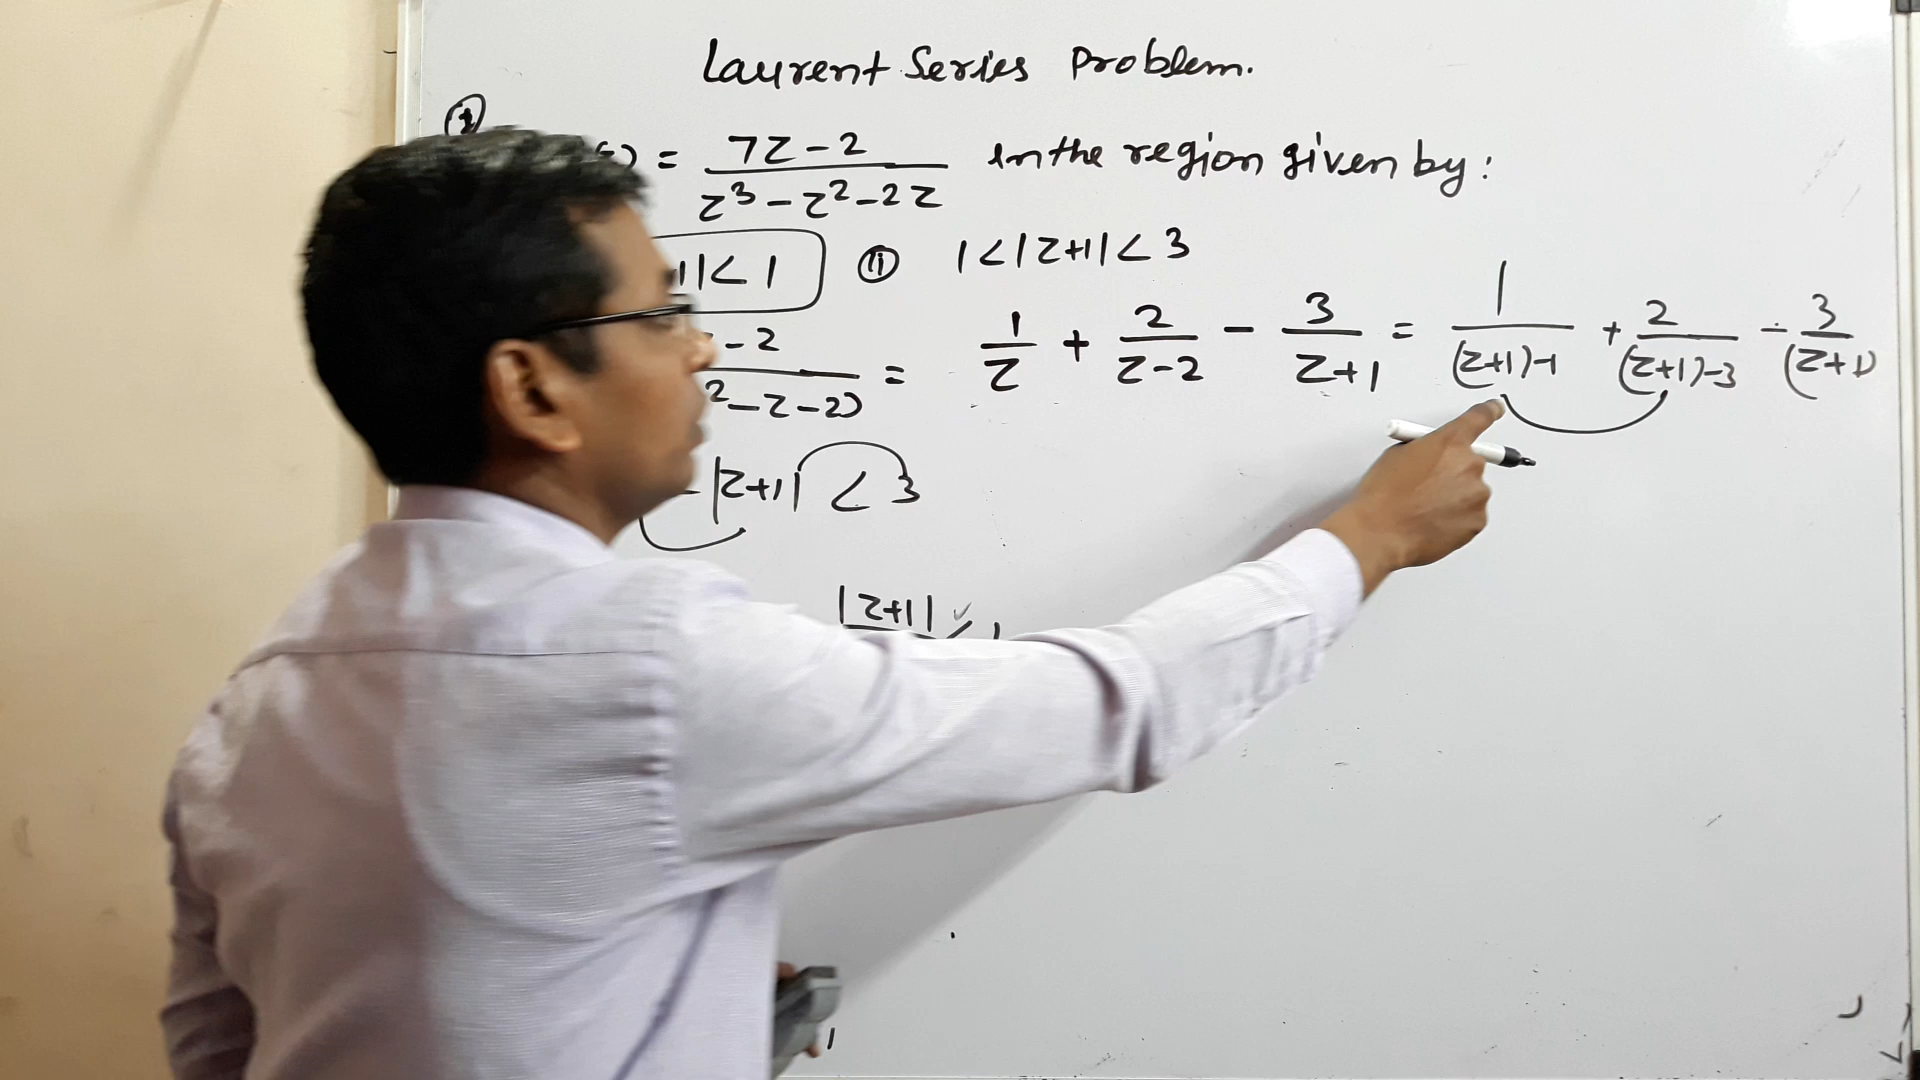 Laurent Series Problem.
= 7z-2 / z³-z²-2z in the region given by:
|< 1 (ii) 1<|z+1|<3
-2 / ²-z-2) = 1/z + 2/z-2 - 3/z+1 = 1/(z+1)-1 + 2/(z+1)-3 - 3/(z+1)
|z+1| < 3
|z+1| ✓